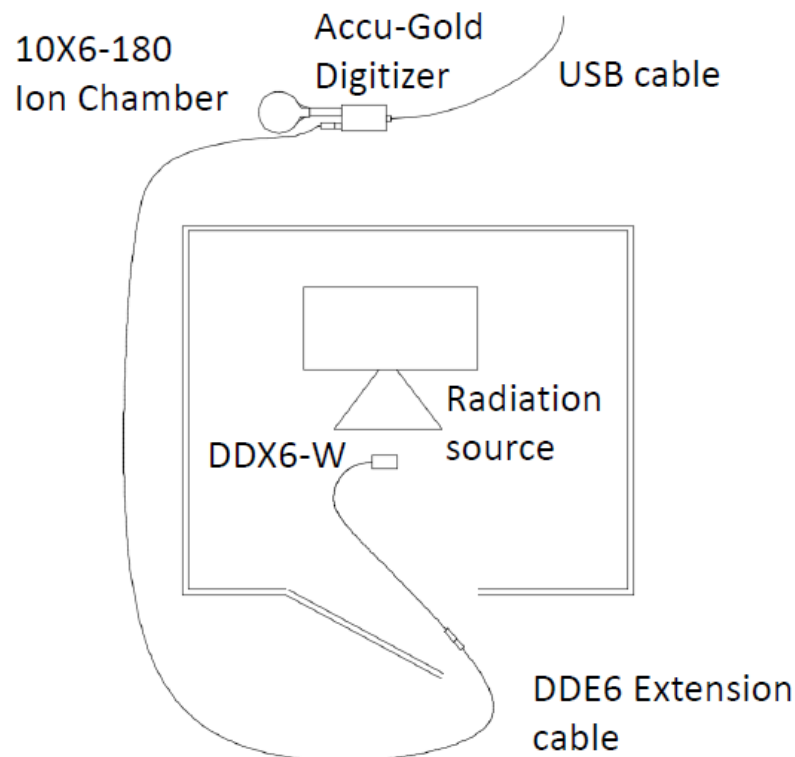 10X6-180
Ion Chamber
Accu-Gold
Digitizer
USB cable
Radiation
source
DDX6-W
DDE6 Extension
cable